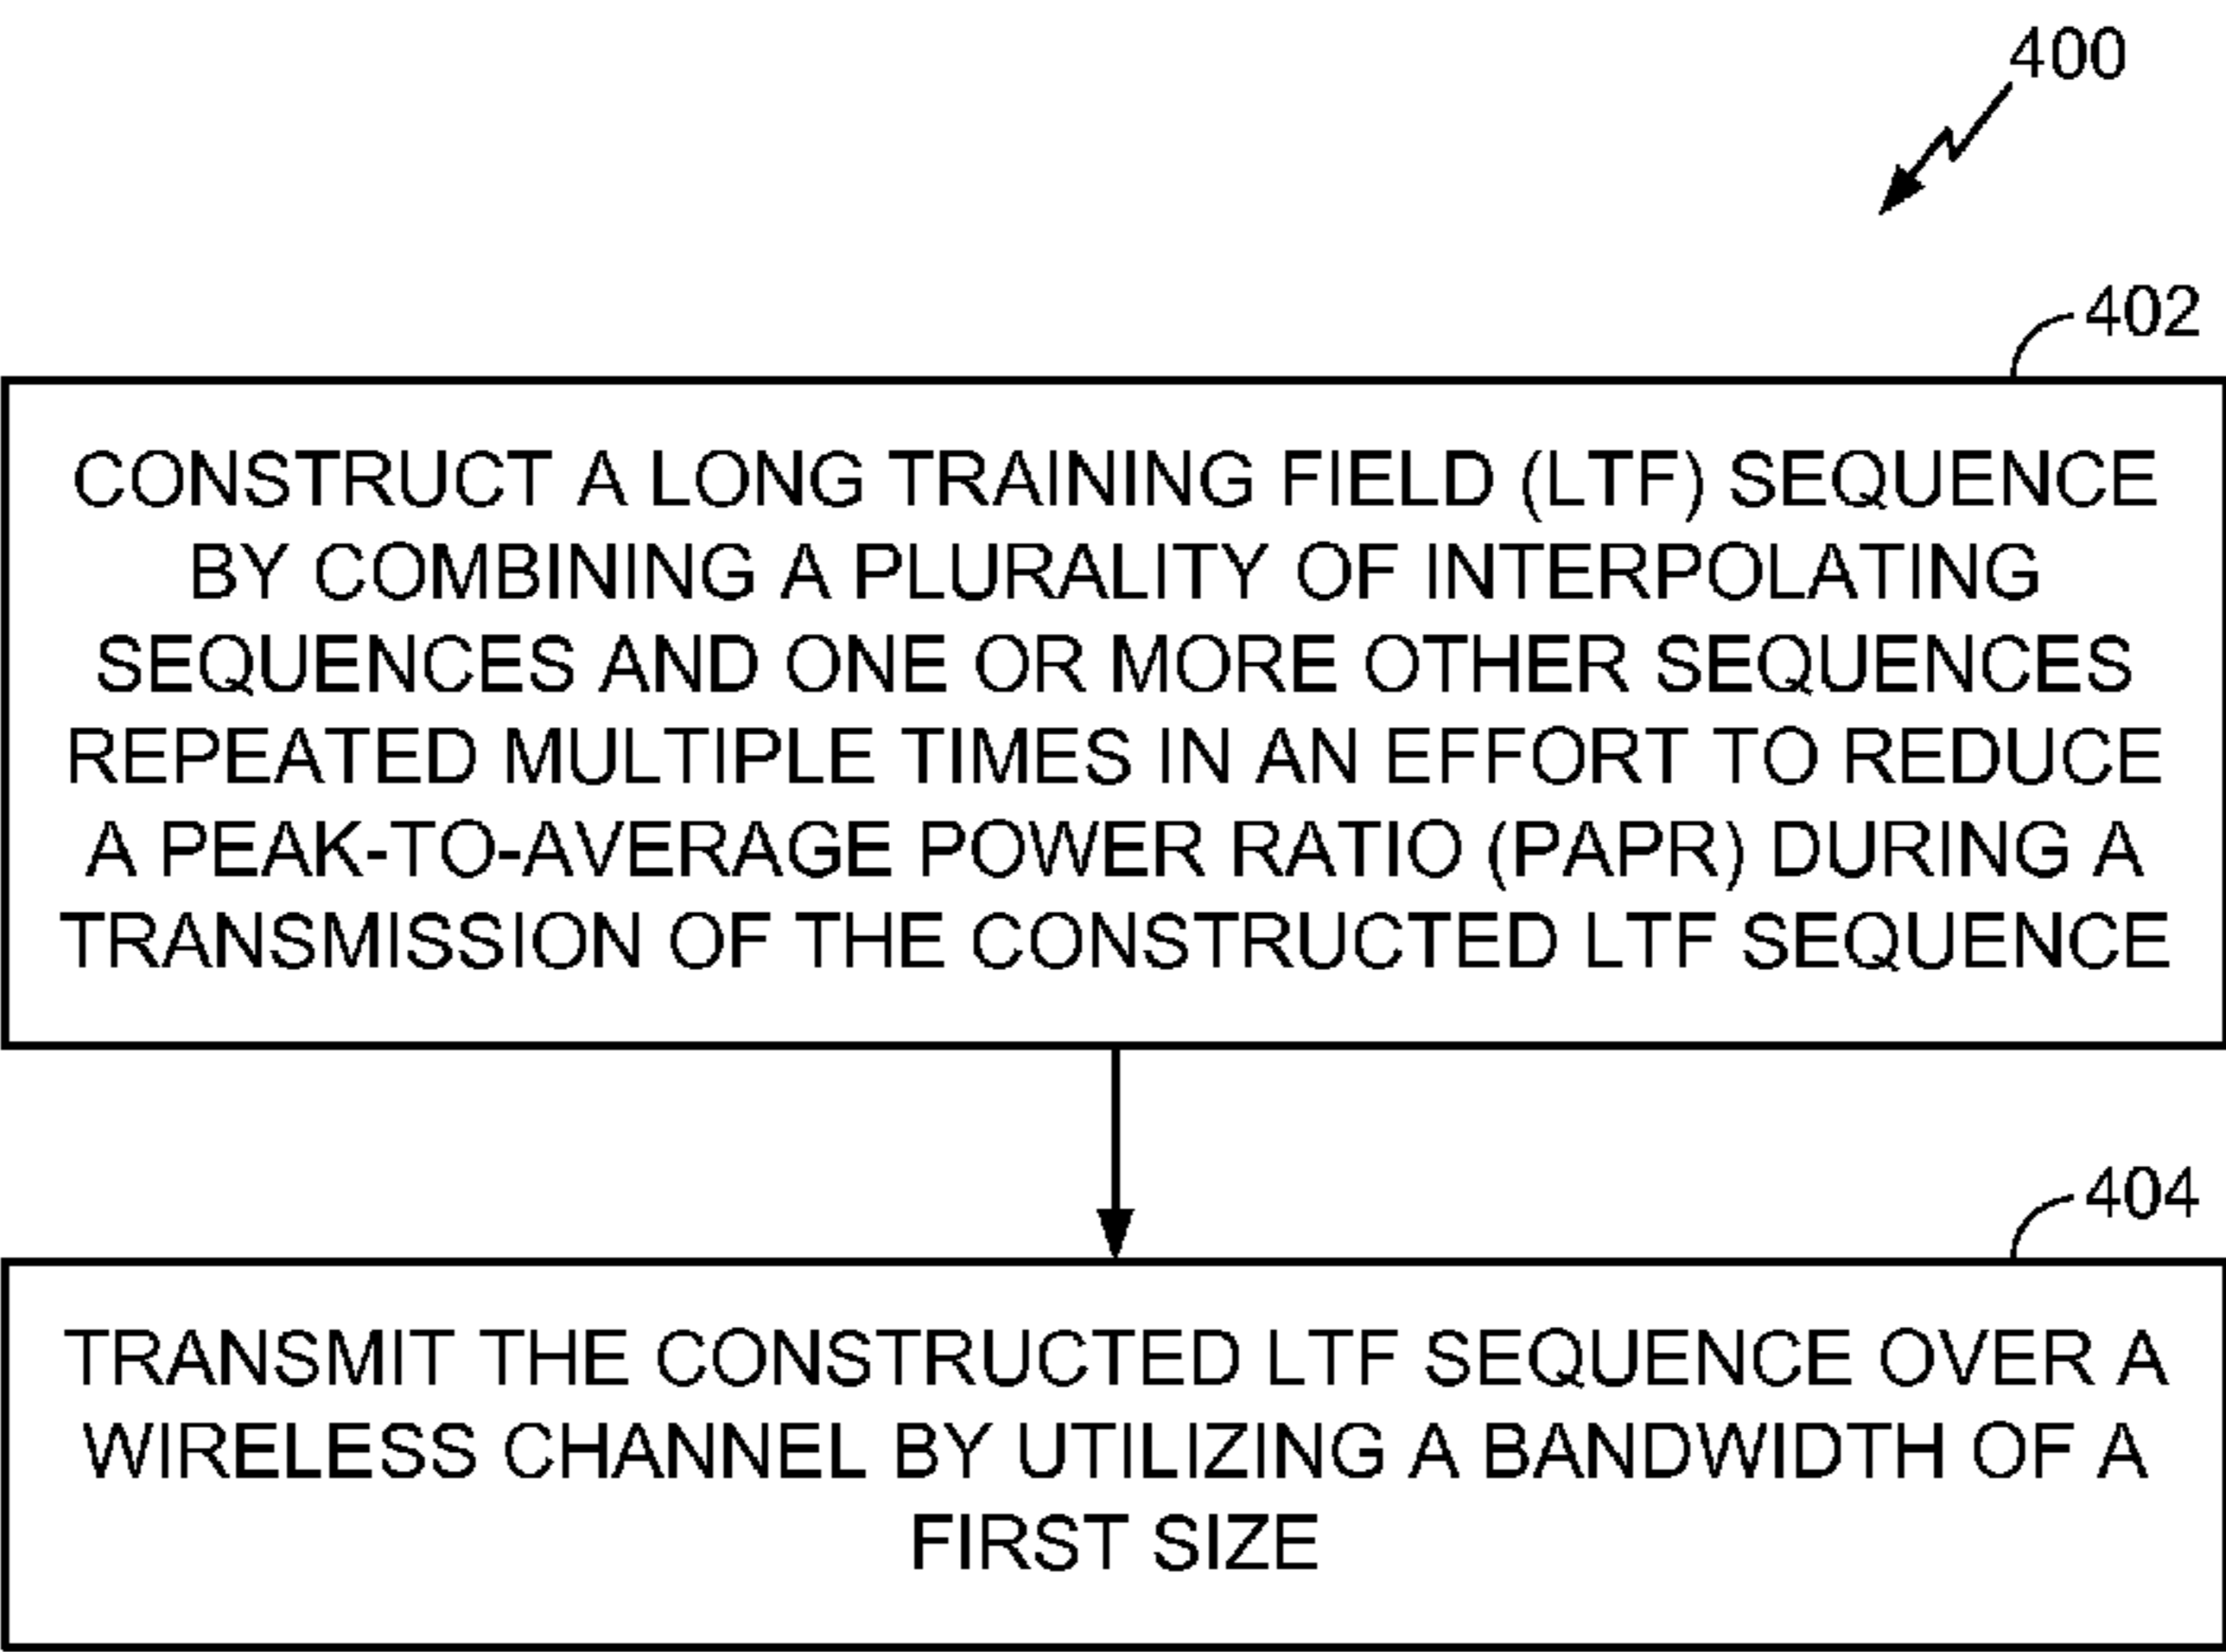 400
402
CONSTRUCT A LONG TRAINING FIELD (LTF) SEQUENCE
BY COMBINING A PLURALITY OF INTERPOLATING
SEQUENCES AND ONE OR MORE OTHER SEQUENCES
REPEATED MULTIPLE TIMES IN AN EFFORT TO REDUCE
A PEAK-TO-AVERAGE POWER RATIO (PAPR) DURING A
TRANSMISSION OF THE CONSTRUCTED LTF SEQUENCE
404
TRANSMIT THE CONSTRUCTED LTF SEQUENCE OVER A
WIRELESS CHANNEL BY UTILIZING A BANDWIDTH OF A
FIRST SIZE